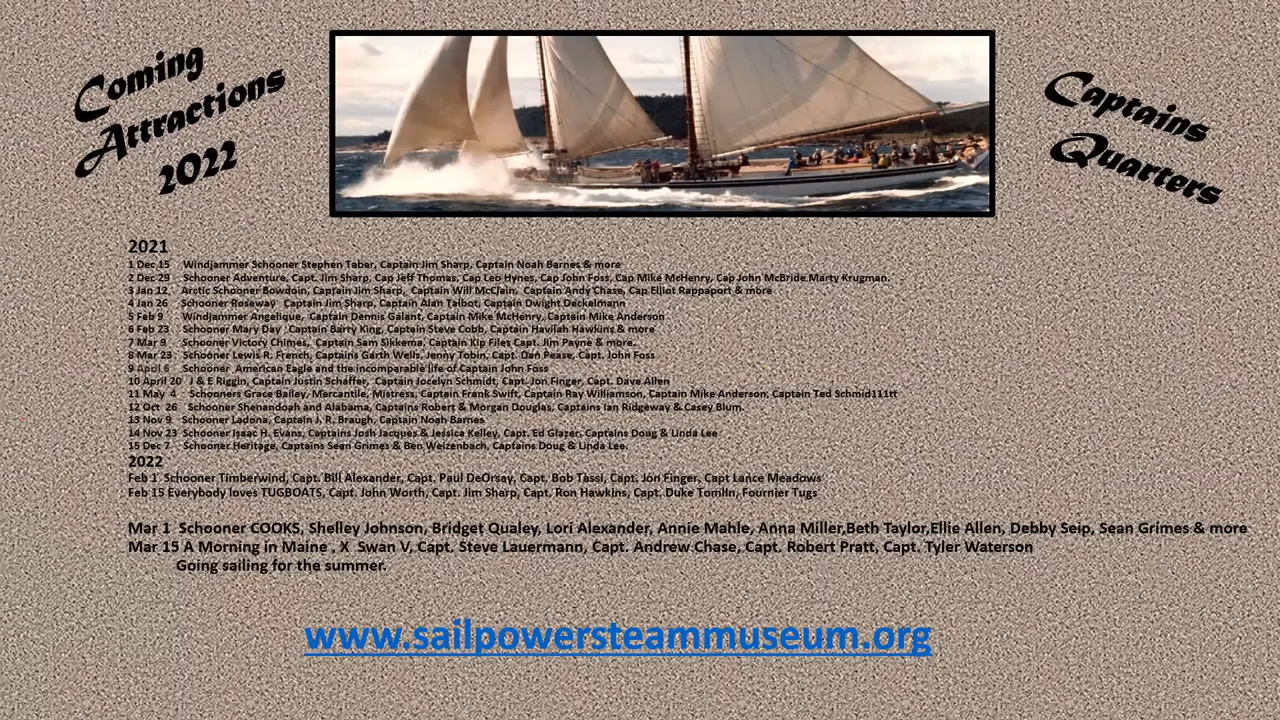 Coming
Attractions
2022
Captains
Quarters
2021
1 Dec 15 Windjammer Schooner Stephen Taber, Captain Jim Sharp, Captain Noah Barnes & more
2 Dec 29 Schooner Adventure, Capt. Jim Sharp, Cap Jeff Thomas, Cap Leo Hynes, Cap John Foss, Cap Mike McHenry, Cap John McBride.Marty Krugman.
3 Jan 12 Arctic Schooner Bowdoin, Captain Jim Sharp, Captain Will McClain, Captain Andy Chase, Cap Elliot Rappaport & more
4 Jan 26 Schooner Roseway Captain Jim Sharp, Captain Alan Talbot, Captain Dwight Deckelmann
5 Feb 9 Windjammer Angelique, Captain Dennis Galant, Captain Mike McHenry, Captain Mike Anderson
6 Feb 23 Schooner Mary Day Captain Barry King, Captain Steve Cobb, Captain Havilah Hawkins & more
7 Mar 9 Schooner Victory Chimes, Captain Sam Sikkema, Captain Kip Files Capt. Jim Payne & more.
8 Mar 23 Schooner Lewis R. French, Captains Garth Wells, Jenny Tobin, Capt. Dan Pease, Capt. John Foss
9 April 6 Schooner American Eagle and the incomparable life of Captain John Foss
10 April 20 J & E Riggin, Captain Justin Schaffer, Captain Jocelyn Schmidt, Capt. Jon Finger, Capt. Dave Allen
11 May 4 Schooners Grace Bailey, Mercantile, Mistress, Captain Frank Swift, Captain Ray Williamson, Captain Mike Anderson, Captain Ted Schmid111tt
12 Oct 26 Schooner Shenandoah and Alabama, Captains Robert & Morgan Douglas, Captains Ian Ridgeway & Casey Blum.
13 Nov 9 Schooner Ladona, Captain J. R. Braugh, Captain Noah Barnes
14 Nov 23 Schooner Isaac H. Evans, Captains Josh Jacques & Jessica Kelley, Capt. Ed Glazer, Captains Doug & Linda Lee
15 Dec 7 Schooner Heritage, Captains Sean Grimes & Ben Weizenbach, Captains Doug & Linda Lee.
2022
Feb 1 Schooner Timberwind, Capt. Bill Alexander, Capt. Paul DeOrsay, Capt. Bob Tassi, Capt. Jon Finger, Capt Lance Meadows
Feb 15 Everybody loves TUGBOATS, Capt. John Worth, Capt. Jim Sharp, Capt. Ron Hawkins, Capt. Duke Tomlin, Fournier Tugs
Mar 1 Schooner COOKS, Shelley Johnson, Bridget Qualey, Lori Alexander, Annie Mahle, Anna Miller,Beth Taylor,Ellie Allen, Debby Seip, Sean Grimes & more
Mar 15 A Morning in Maine , X Swan V, Capt. Steve Lauermann, Capt. Andrew Chase, Capt. Robert Pratt, Capt. Tyler Waterson
Going sailing for the summer.
www.sailpowersteammuseum.org